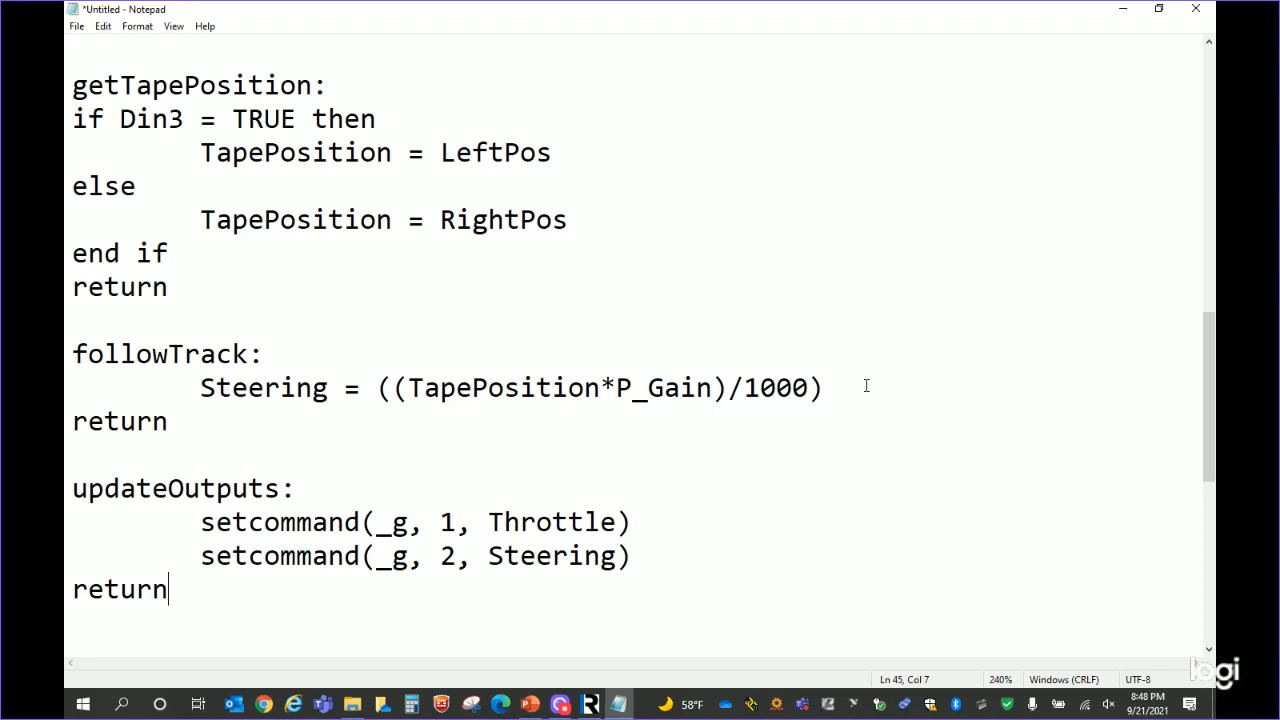 *Untitled - Notepad
File Edit Format View Help
getTapePosition:
if Din3 = TRUE then
TapePosition = LeftPos
else
TapePosition = RightPos
end if
return
followTrack:
Steering = ((TapePosition*P_Gain)/1000)
return
updateOutputs:
setcommand(_g, 1, Throttle)
setcommand(_g, 2, Steering)
return
logi
Ln 45, Col 7 240% Windows (CRLF) UTF-8
58°F 8:48 PM
9/21/2021